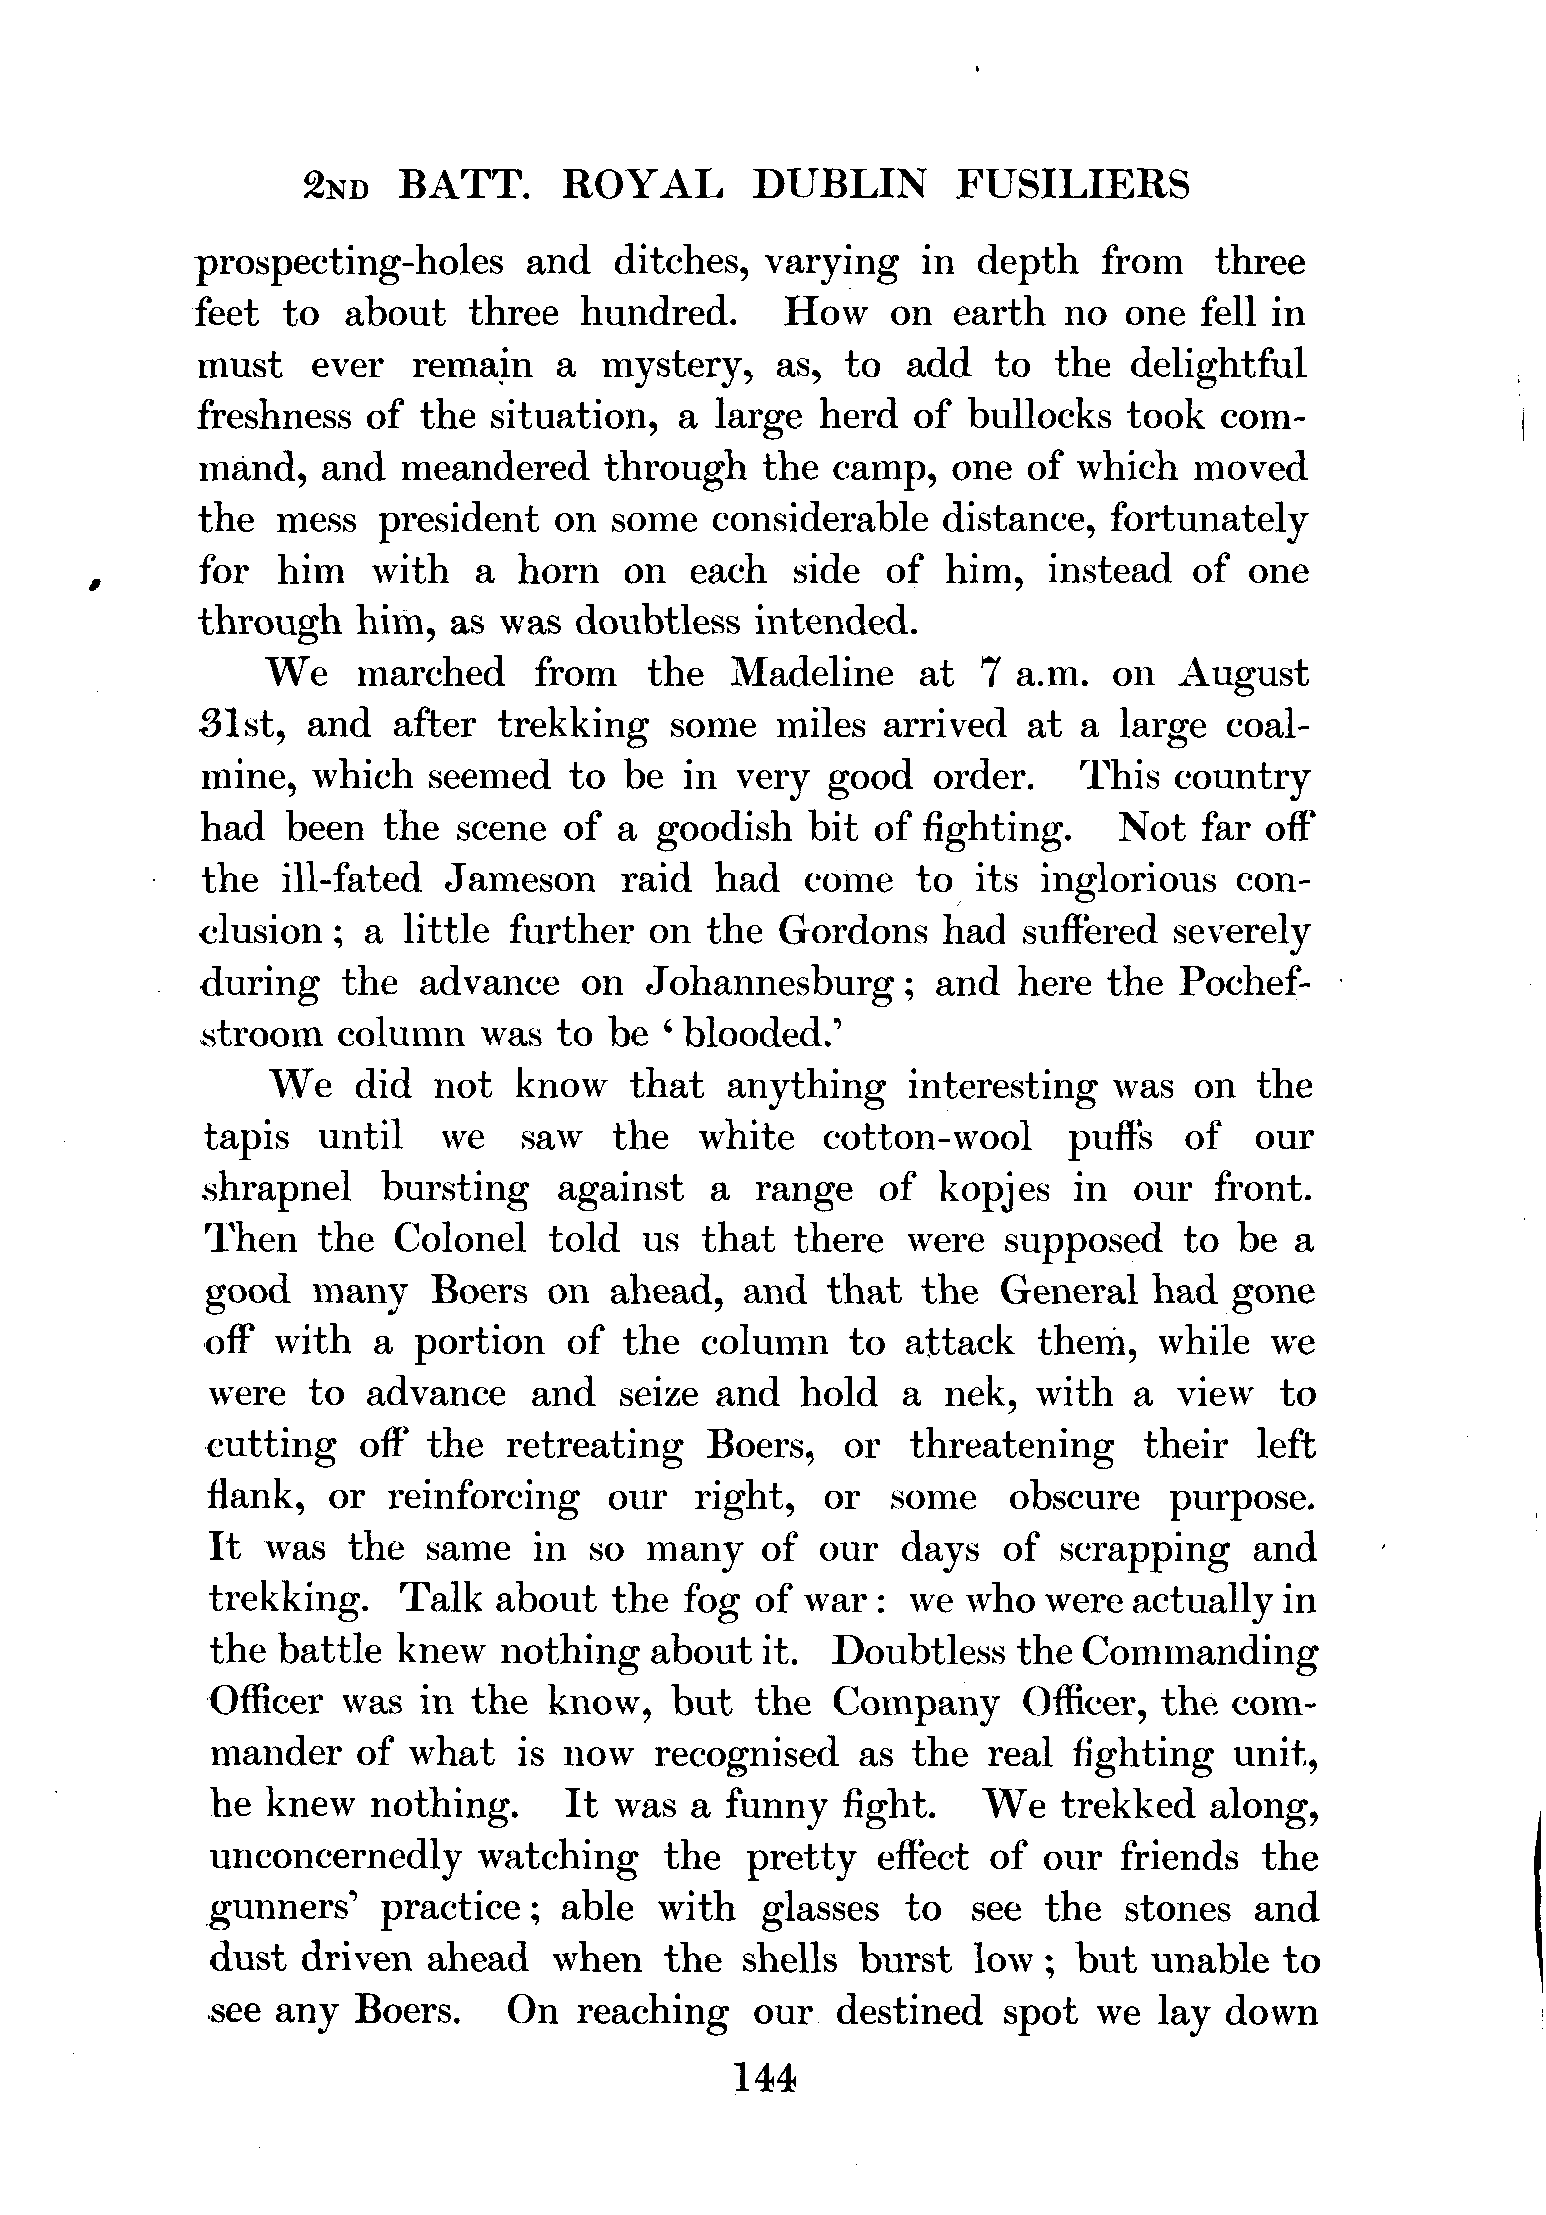 2ND BATT. ROYAL DUBLIN FUSILIERS
prospecting-holes and ditches, varying in depth from three
feet to about three hundred. How on earth no one fell in
must ever remain a mystery, as, to add to the delightful
freshness of the situation, a large herd of bullocks took com-
mand, and meandered through the camp, one of which moved
the mess president on some considerable distance, fortunately
for him with a horn on each side of him, instead of one
through him, as was doubtless intended.
We marched from the Madeline at 7 a.m. on August
31st, and after trekking some miles arrived at a large coal-
mine, which seemed to be in very good order. This country
had been the scene of a goodish bit of fighting. Not far off
the ill-fated Jameson raid had come to its inglorious con-
clusion; a little further on the Gordons had suffered severely
during the advance on Johannesburg; and here the Pochef-
stroom column was to be 'blooded.'
We did not know that anything interesting was on the
tapis until we saw the white cotton-wool puffs of our
shrapnel bursting against a range of kopjes in our front.
Then the Colonel told us that there were supposed to be a
good many Boers on ahead, and that the General had gone
off with a portion of the column to attack them, while we
were to advance and seize and hold a nek, with a view to
cutting off the retreating Boers, or threatening their left
flank, or reinforcing our right, or some obscure purpose.
It was the same in so many of our days of scrapping and
trekking. Talk about the fog of war: we who were actually in
the battle knew nothing about it. Doubtless the Commanding
Officer was in the know, but the Company Officer, the com-
mander of what is now recognised as the real fighting unit,
he knew nothing. It was a funny fight. We trekked along,
unconcernedly watching the pretty effect of our friends the
gunners' practice; able with glasses to see the stones and
dust driven ahead when the shells burst low; but unable to
see any Boers. On reaching our destined spot we lay down
144